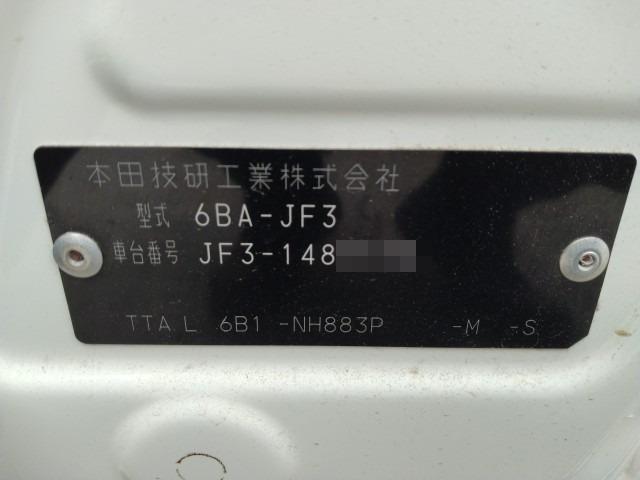 本田技研工業株式会社
型式 6BA-JF3
車台番号 JF3-148
TTA L 6B1 -NH883P -M -S